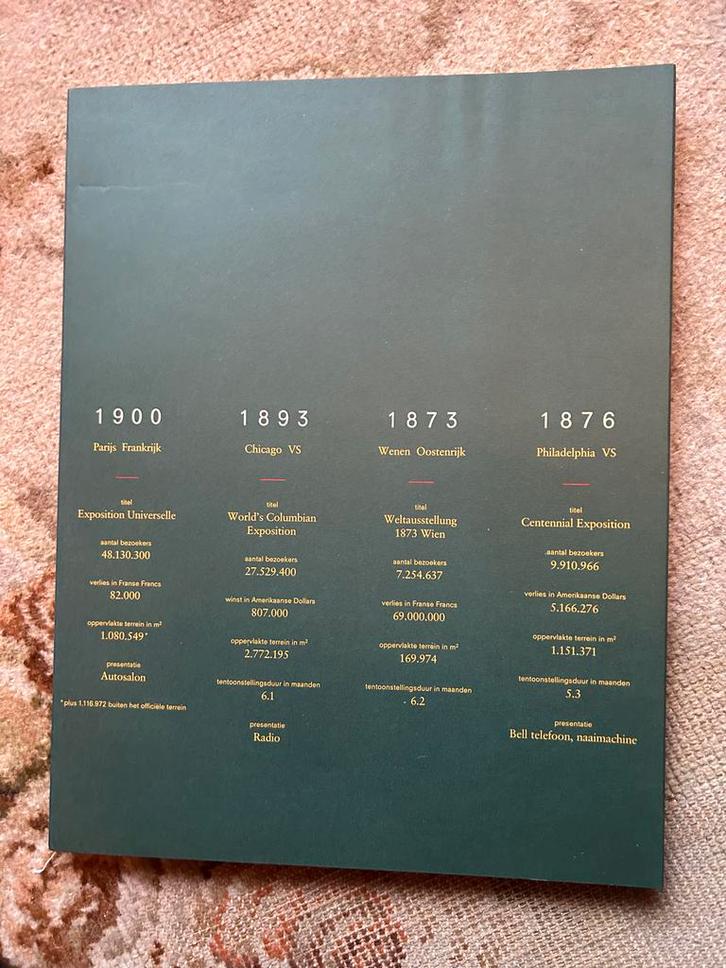 1900
Parijs Frankrijk
titel
Exposition Universelle
aantal bezoekers
48.130.300
verlies in Franse Francs
82.000
oppervlakte terrein in m²
1.080.549*
presentatie
Autosalon
*plus 1.116.972 buiten het officiële terrein
1893
Chicago VS
titel
World's Columbian
Exposition
aantal bezoekers
27.529.400
winst in Amerikaanse Dollars
807.000
oppervlakte terrein in m²
2.772.195
tentoonstellingsduur in maanden
6.1
presentatie
Radio
1873
Wenen Oostenrijk
titel
Weltausstellung
1873 Wien
aantal bezoekers
7.254.637
verlies in Franse Francs
69.000.000
oppervlakte terrein in m²
169.974
tentoonstellingsduur in maanden
6.2
1876
Philadelphia VS
titel
Centennial Exposition
aantal bezoekers
9.910.966
verlies in Amerikaanse Dollars
5.166.276
oppervlakte terrein in m²
1.151.371
tentoonstellingsduur in maanden
5.3
presentatie
Bell telefoon, naaimachine